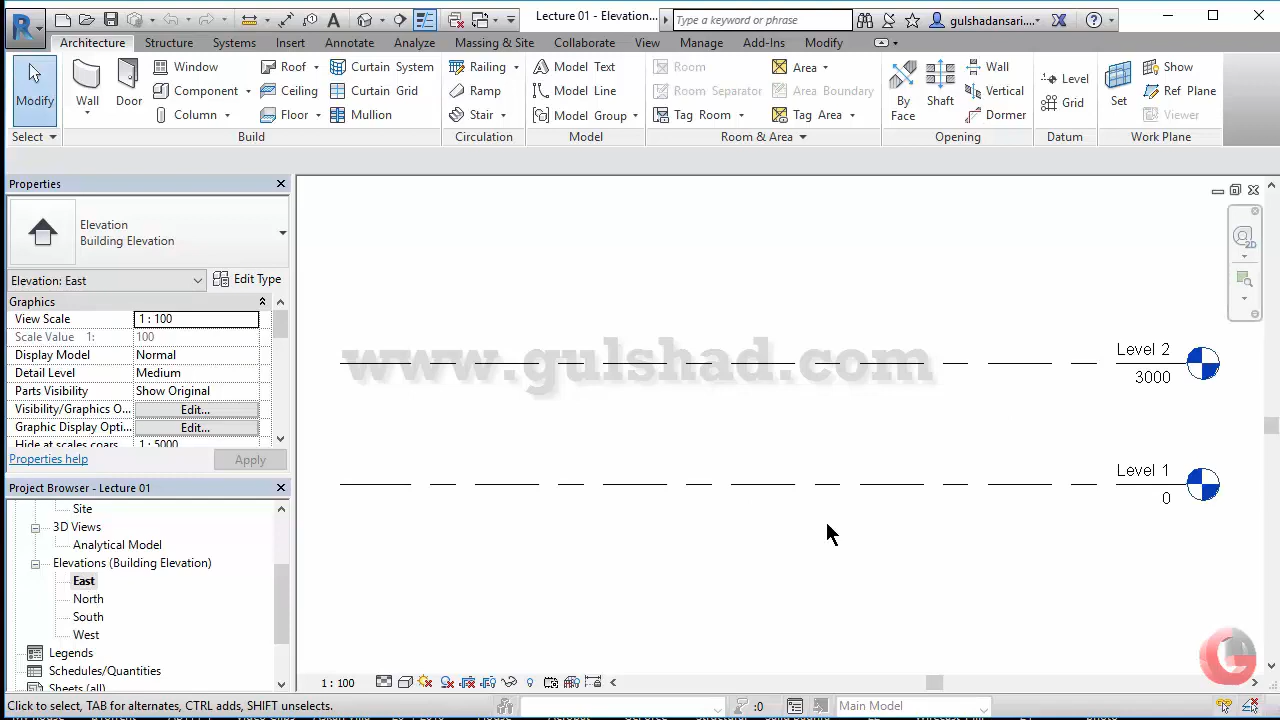 Lecture 01 - Elevation...
Type a keyword or phrase
gulshadansari....
Architecture Structure Systems Insert Annotate Analyze Massing & Site Collaborate View Manage Add-Ins Modify
Modify
Select
Wall
Door
Window
Component
Column
Roof
Ceiling
Floor
Curtain System
Curtain Grid
Mullion
Build
Railing
Ramp
Stair
Circulation
Model Text
Model Line
Model Group
Model
Room
Room Separator
Tag Room
Area
Area Boundary
Tag Area
Room & Area
By
Face
Shaft
Wall
Vertical
Dormer
Opening
Level
Grid
Datum
Set
Show
Ref Plane
Viewer
Work Plane
Properties
Elevation
Building Elevation
Elevation: East
Edit Type
Graphics
View Scale 1 : 100
Scale Value 1: 100
Display Model Normal
Detail Level Medium
Parts Visibility Show Original
Visibility/Graphics O... Edit...
Graphic Display Opti... Edit...
Hide at scales coars... 1 : 5000
Properties help
Apply
Project Browser - Lecture 01
Site
3D Views
Analytical Model
Elevations (Building Elevation)
East
North
South
West
Legends
Schedules/Quantities
Sheets (all)
2D
www.gulshad.com
Level 2
3000
Level 1
0
1 : 100
Click to select, TAB for alternates, CTRL adds, SHIFT unselects.
:0
Main Model